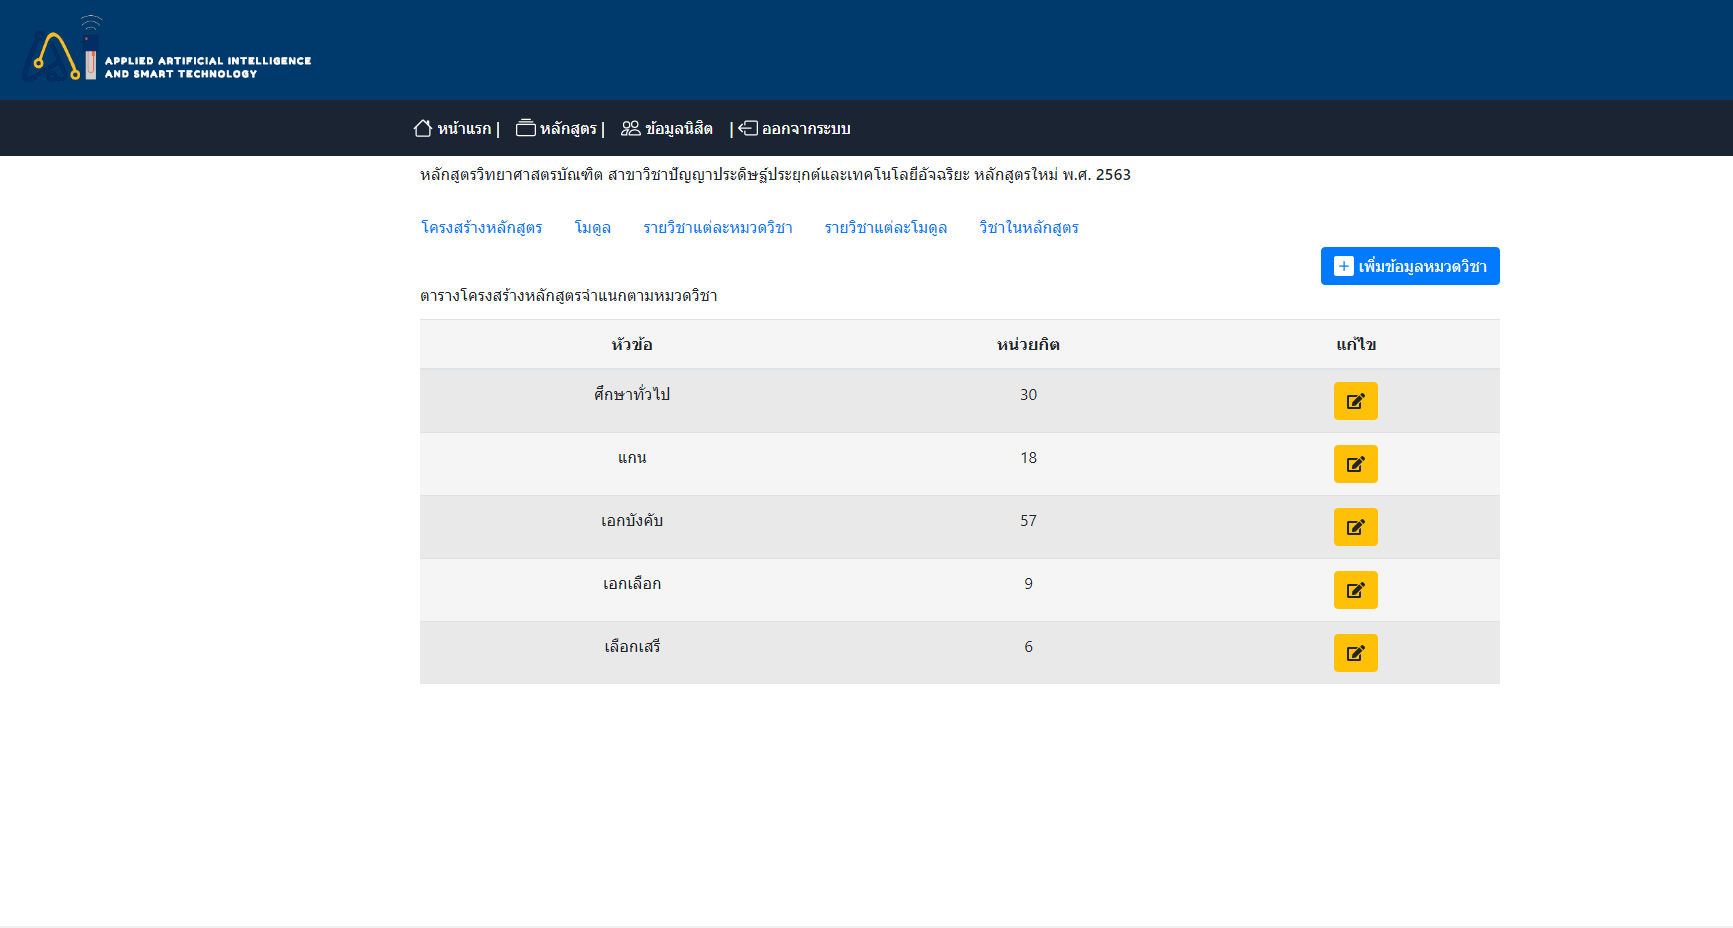 APPLIED ARTIFICIAL INTELLIGENCE
AND SMART TECHNOLOGY
หน้าแรก | หลักสูตร | ข้อมูลนิสิต | ออกจากระบบ
หลักสูตรวิทยาศาสตรบัณฑิต สาขาวิชาปัญญาประดิษฐ์ประยุกต์และเทคโนโลยีอัจฉริยะ หลักสูตรใหม่ พ.ศ. 2563
โครงสร้างหลักสูตร โมดูล รายวิชาแต่ละหมวดวิชา รายวิชาแต่ละโมดูล วิชาในหลักสูตร
เพิ่มข้อมูลหมวดวิชา
ตารางโครงสร้างหลักสูตรจำแนกตามหมวดวิชา
หัวข้อ หน่วยกิต แก้ไข
ศึกษาทั่วไป 30
แกน 18
เอกบังคับ 57
เอกเลือก 9
เลือกเสรี 6